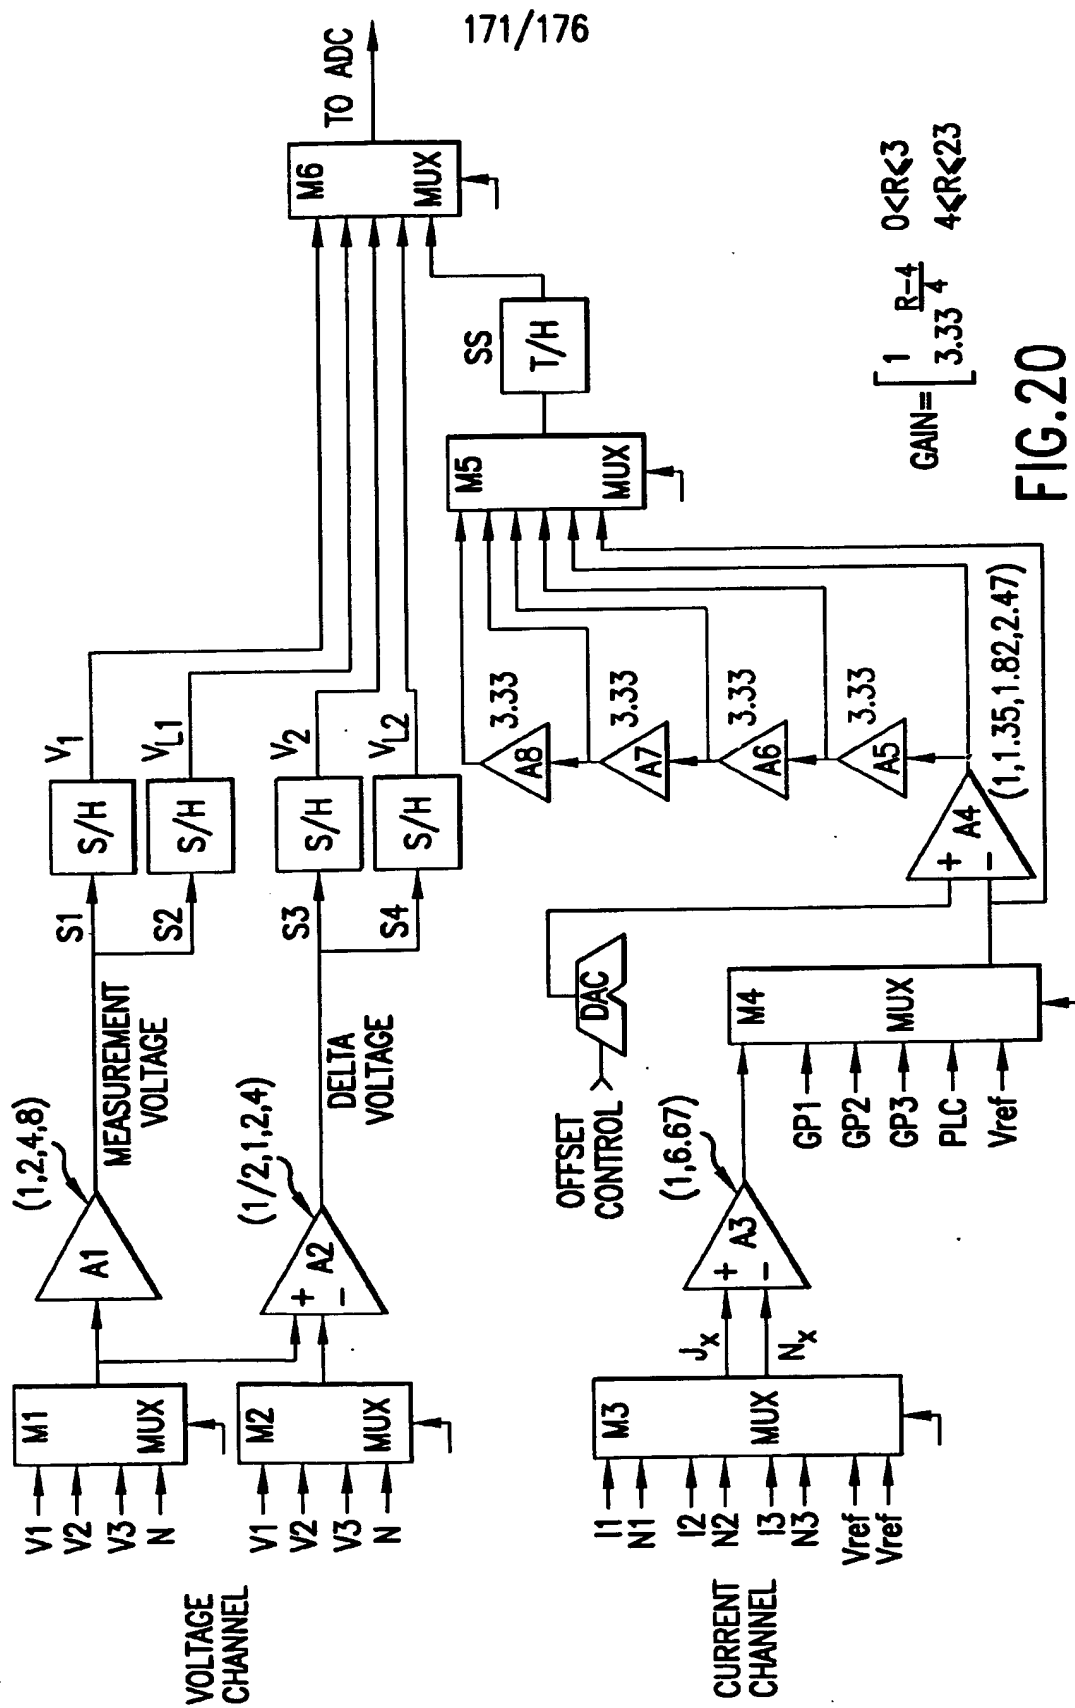 171/176
VOLTAGE
CHANNEL
V1
V2
V3
N
M1
MUX
V1
V2
V3
N
M2
MUX
A1
(1,2,4,8)
MEASUREMENT
VOLTAGE
+
−
A2
(1/2,1,2,4)
DELTA
VOLTAGE
S1
S/H
V1
S2
S/H
VL1
S3
S/H
V2
S4
S/H
VL2
M6
MUX
TO ADC
CURRENT
CHANNEL
I1
N1
I2
N2
I3
N3
Vref
Vref
M3
MUX
Jx
Nx
+
−
A3
(1,6.67)
OFFSET
CONTROL
DAC
GP1
GP2
GP3
PLC
Vref
M4
MUX
+
−
A4
(1,1.35,1.82,2.47)
A5
3.33
A6
3.33
A7
3.33
A8
3.33
M5
MUX
SS
T/H
GAIN=[ 1 0<R≤3
3.33 R−4/4 4≤R≤23
FIG.20